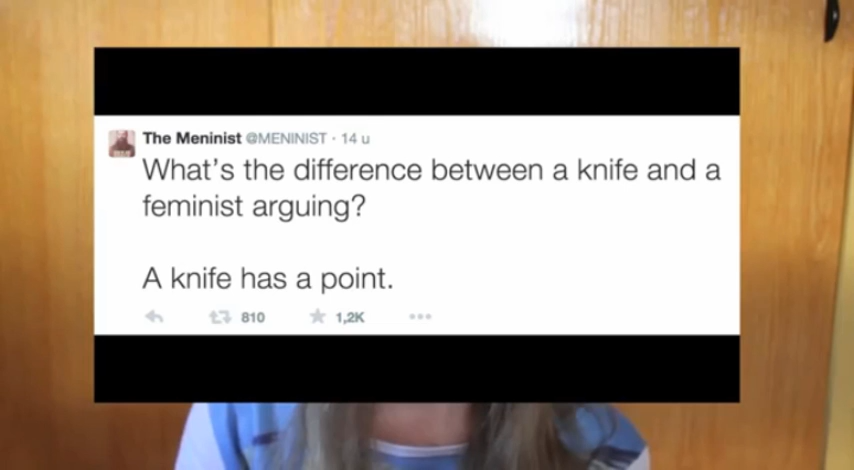 The Meninist @MENINIST · 14 u
What's the difference between a knife and a
feminist arguing?
A knife has a point.
810 1,2K